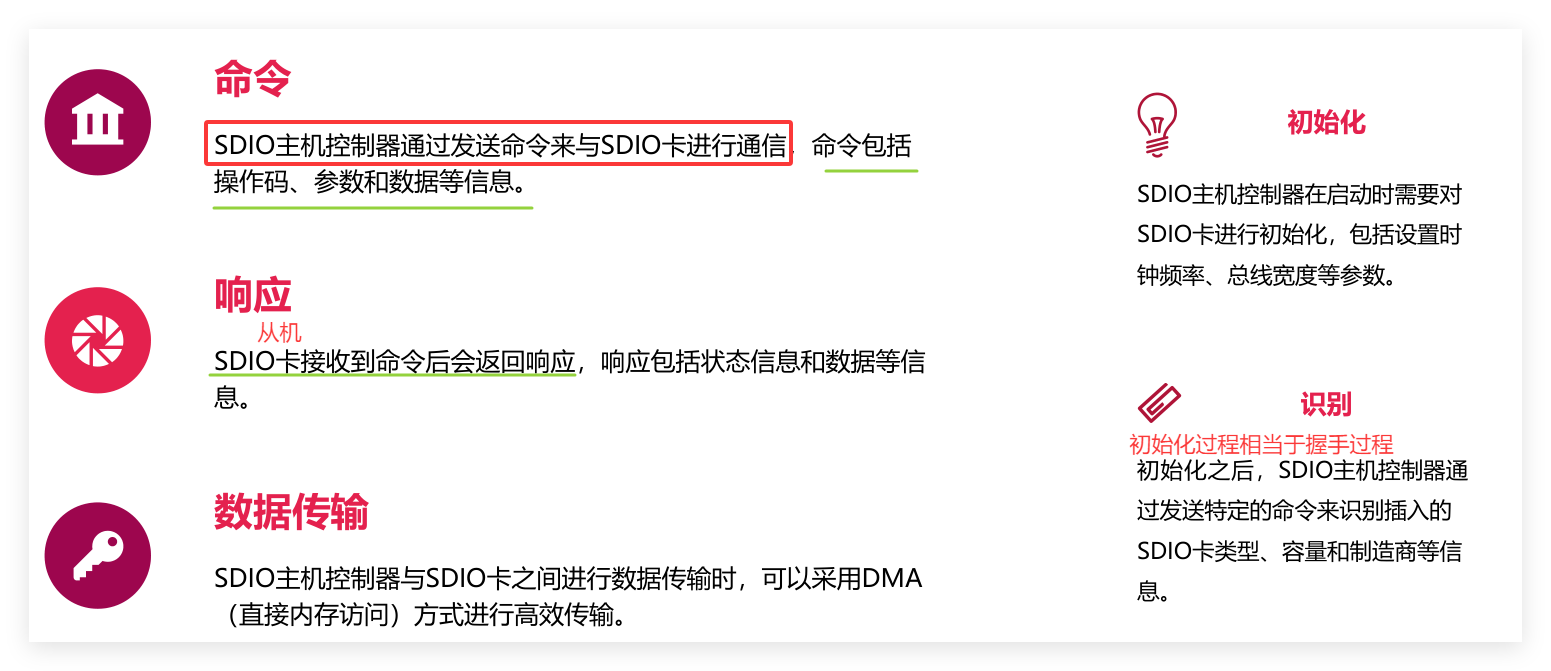 命令
SDIO主机控制器通过发送命令来与SDIO卡进行通信，命令包括
操作码、参数和数据等信息。
响应
从机
SDIO卡接收到命令后会返回响应，响应包括状态信息和数据等信
息。
数据传输
SDIO主机控制器与SDIO卡之间进行数据传输时，可以采用DMA
（直接内存访问）方式进行高效传输。
初始化
SDIO主机控制器在启动时需要对
SDIO卡进行初始化，包括设置时
钟频率、总线宽度等参数。
识别
初始化过程相当于握手过程
初始化之后，SDIO主机控制器通
过发送特定的命令来识别插入的
SDIO卡类型、容量和制造商等信
息。